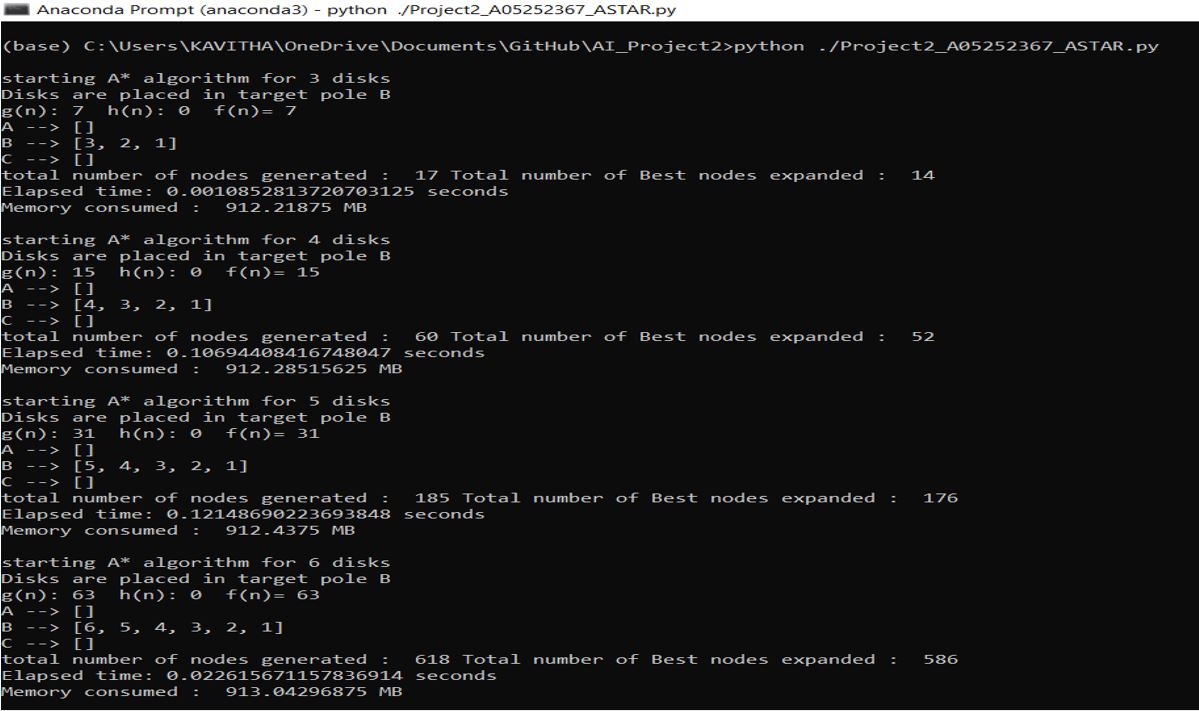 Anaconda Prompt (anaconda3) - python ./Project2_A05252367_ASTAR.py
(base) C:\Users\KAVITHA\OneDrive\Documents\GitHub\AI_Project2>python ./Project2_A05252367_ASTAR.py
starting A* algorithm for 3 disks
Disks are placed in target pole B
g(n): 7  h(n): 0  f(n)= 7
A --> []
B --> [3, 2, 1]
C --> []
total number of nodes generated :  17 Total number of Best nodes expanded :  14
Elapsed time: 0.0010852813720703125 seconds
Memory consumed :  912.21875 MB
starting A* algorithm for 4 disks
Disks are placed in target pole B
g(n): 15  h(n): 0  f(n)= 15
A --> []
B --> [4, 3, 2, 1]
C --> []
total number of nodes generated :  60 Total number of Best nodes expanded :  52
Elapsed time: 0.10694408416748047 seconds
Memory consumed :  912.28515625 MB
starting A* algorithm for 5 disks
Disks are placed in target pole B
g(n): 31  h(n): 0  f(n)= 31
A --> []
B --> [5, 4, 3, 2, 1]
C --> []
total number of nodes generated :  185 Total number of Best nodes expanded :  176
Elapsed time: 0.12148690223693848 seconds
Memory consumed :  912.4375 MB
starting A* algorithm for 6 disks
Disks are placed in target pole B
g(n): 63  h(n): 0  f(n)= 63
A --> []
B --> [6, 5, 4, 3, 2, 1]
C --> []
total number of nodes generated :  618 Total number of Best nodes expanded :  586
Elapsed time: 0.022615671157836914 seconds
Memory consumed :  913.04296875 MB